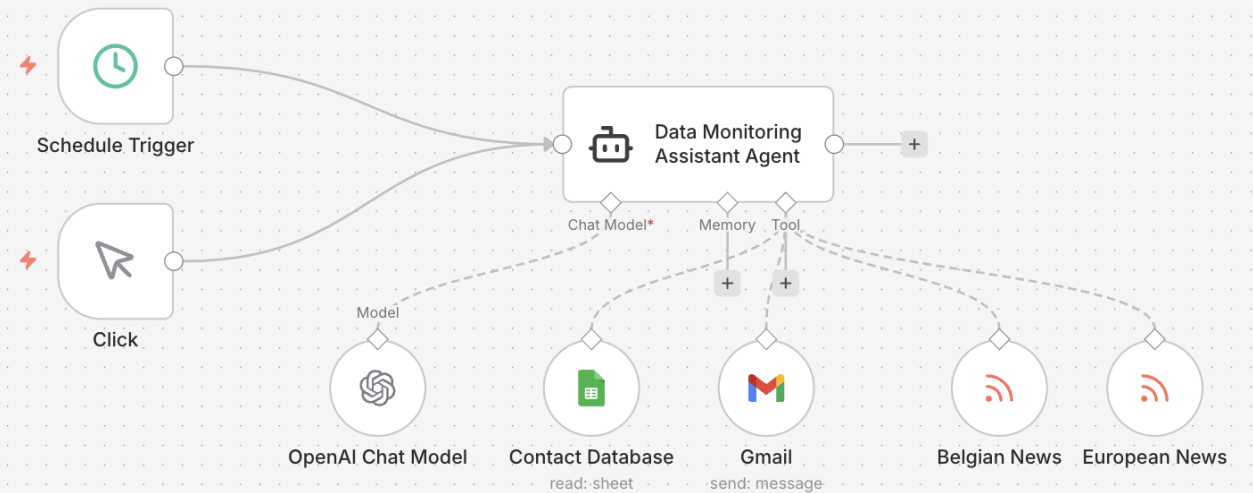 Schedule Trigger
Data Monitoring
Assistant Agent
Chat Model*
Memory
Tool
Click
Model
OpenAI Chat Model
Contact Database
read: sheet
Gmail
send: message
Belgian News
European News